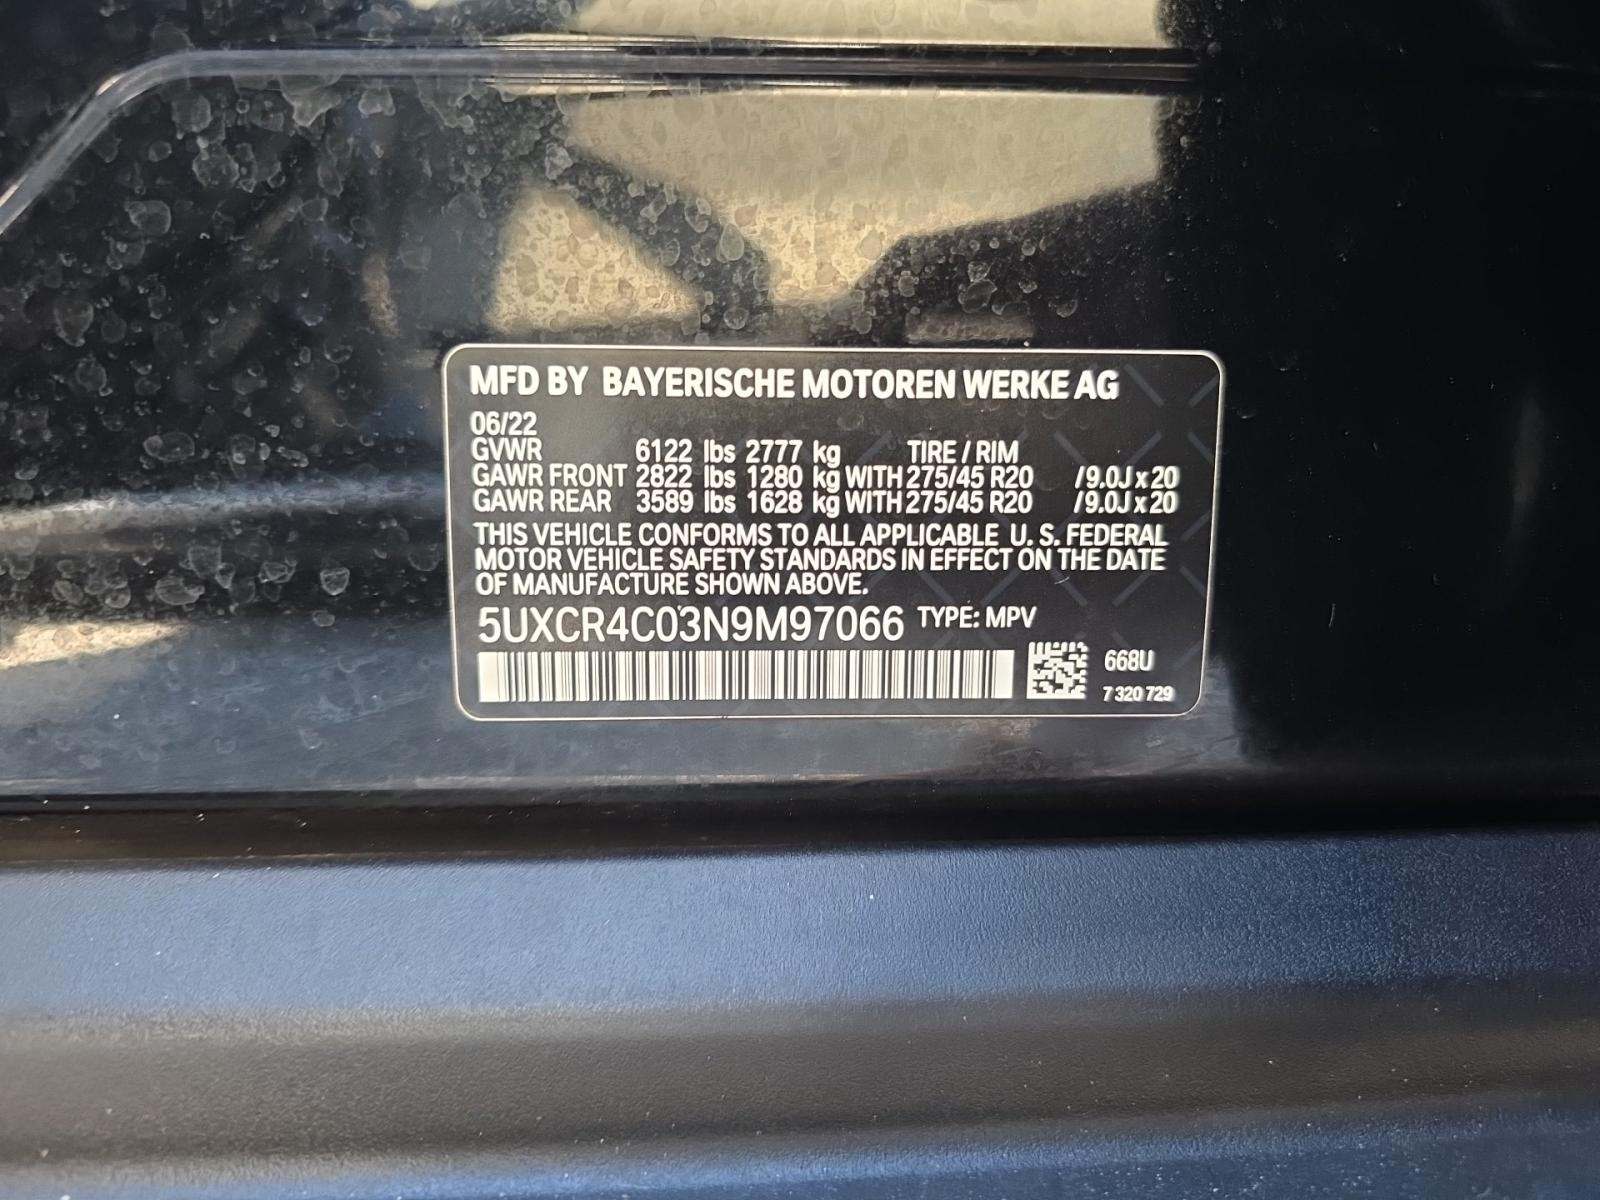 MFD BY BAYERISCHE MOTOREN WERKE AG
06/22
GVWR 6122 lbs 2777 kg TIRE / RIM
GAWR FRONT 2822 lbs 1280 kg WITH 275/45 R20 /9.0J x 20
GAWR REAR 3589 lbs 1628 kg WITH 275/45 R20 /9.0J x 20
THIS VEHICLE CONFORMS TO ALL APPLICABLE U. S. FEDERAL
MOTOR VEHICLE SAFETY STANDARDS IN EFFECT ON THE DATE
OF MANUFACTURE SHOWN ABOVE.
5UXCR4C03N9M97066 TYPE: MPV
668U
7 320 729